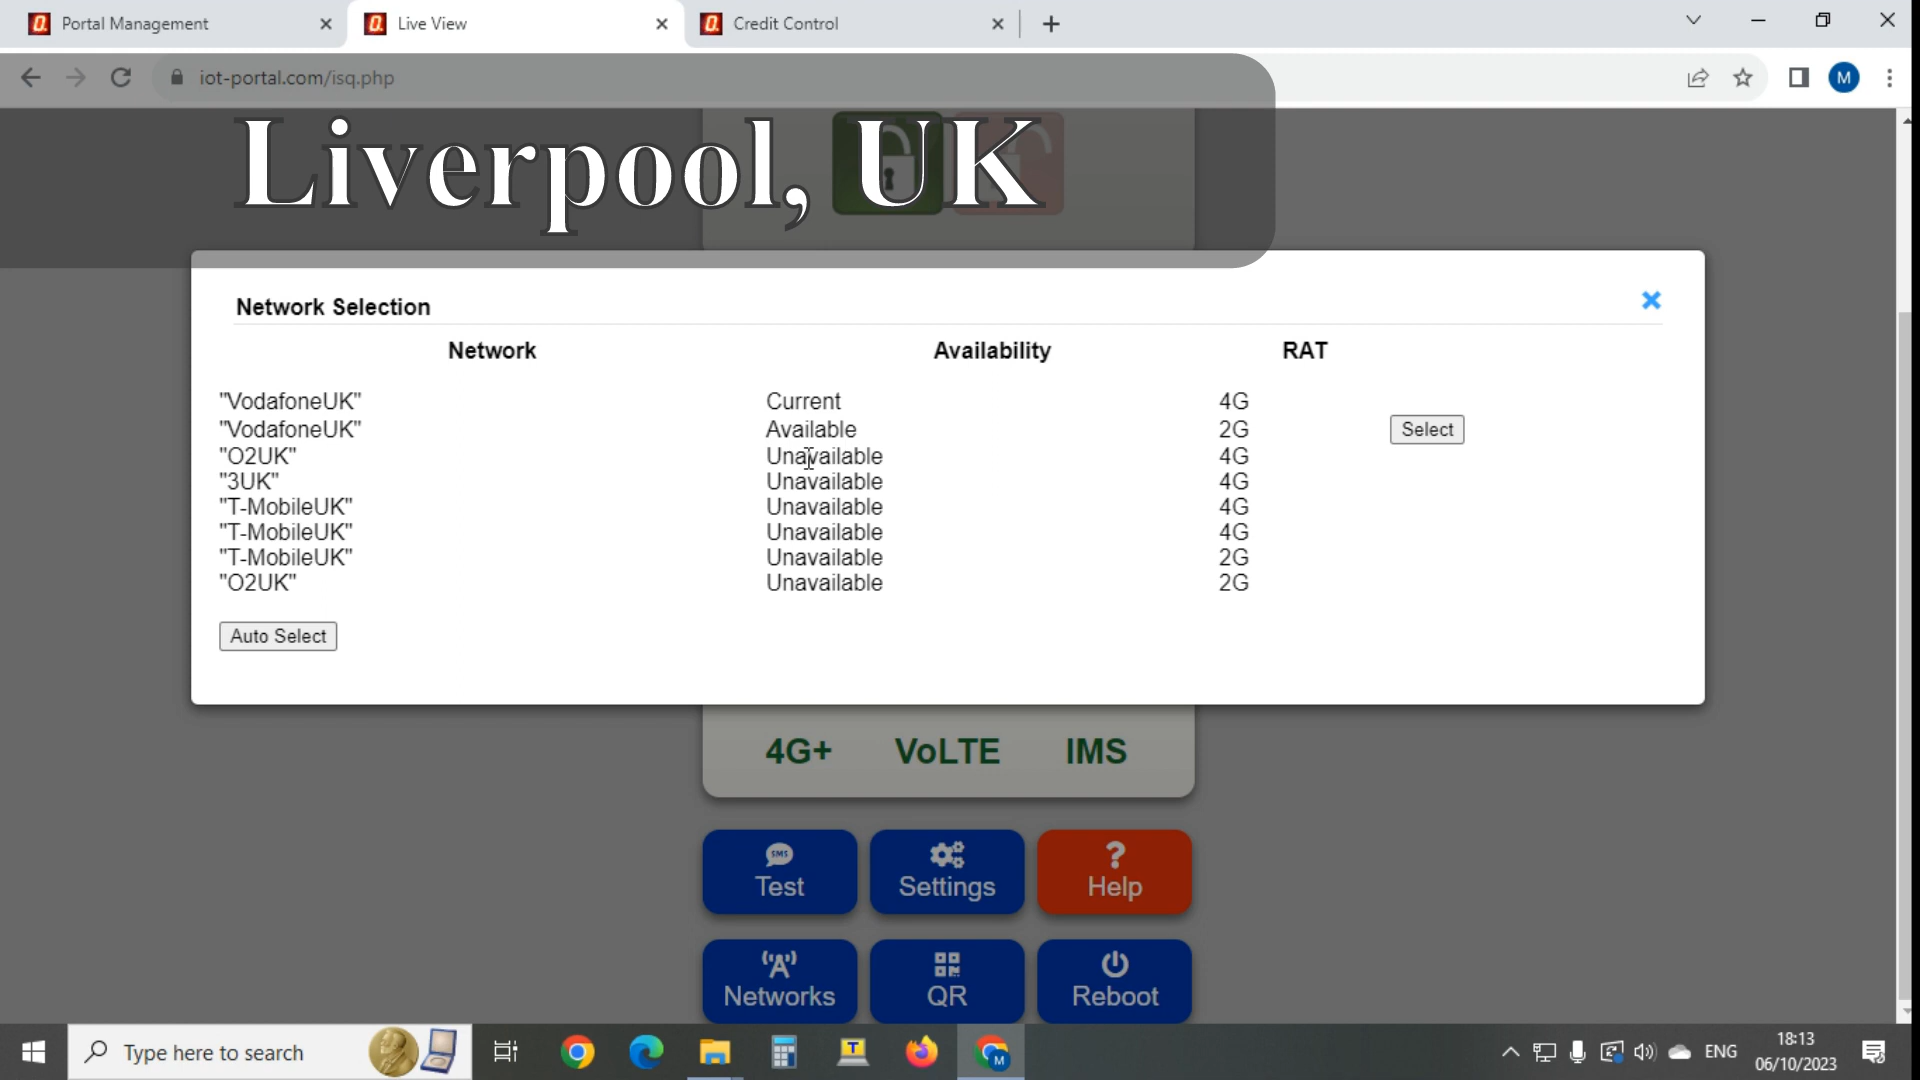 Portal Management
Live View
Credit Control
iot-portal.com/isq.php
M
Liverpool, UK
Network Selection
Network Availability RAT
"VodafoneUK" Current 4G
"VodafoneUK" Available 2G Select
"O2UK" Unavailable 4G
"3UK" Unavailable 4G
"T-MobileUK" Unavailable 4G
"T-MobileUK" Unavailable 4G
"T-MobileUK" Unavailable 2G
"O2UK" Unavailable 2G
Auto Select
4G+ VoLTE IMS
SMS
Test
Settings
?
Help
Networks
QR
Reboot
Type here to search
T
M
ENG
18:13
06/10/2023